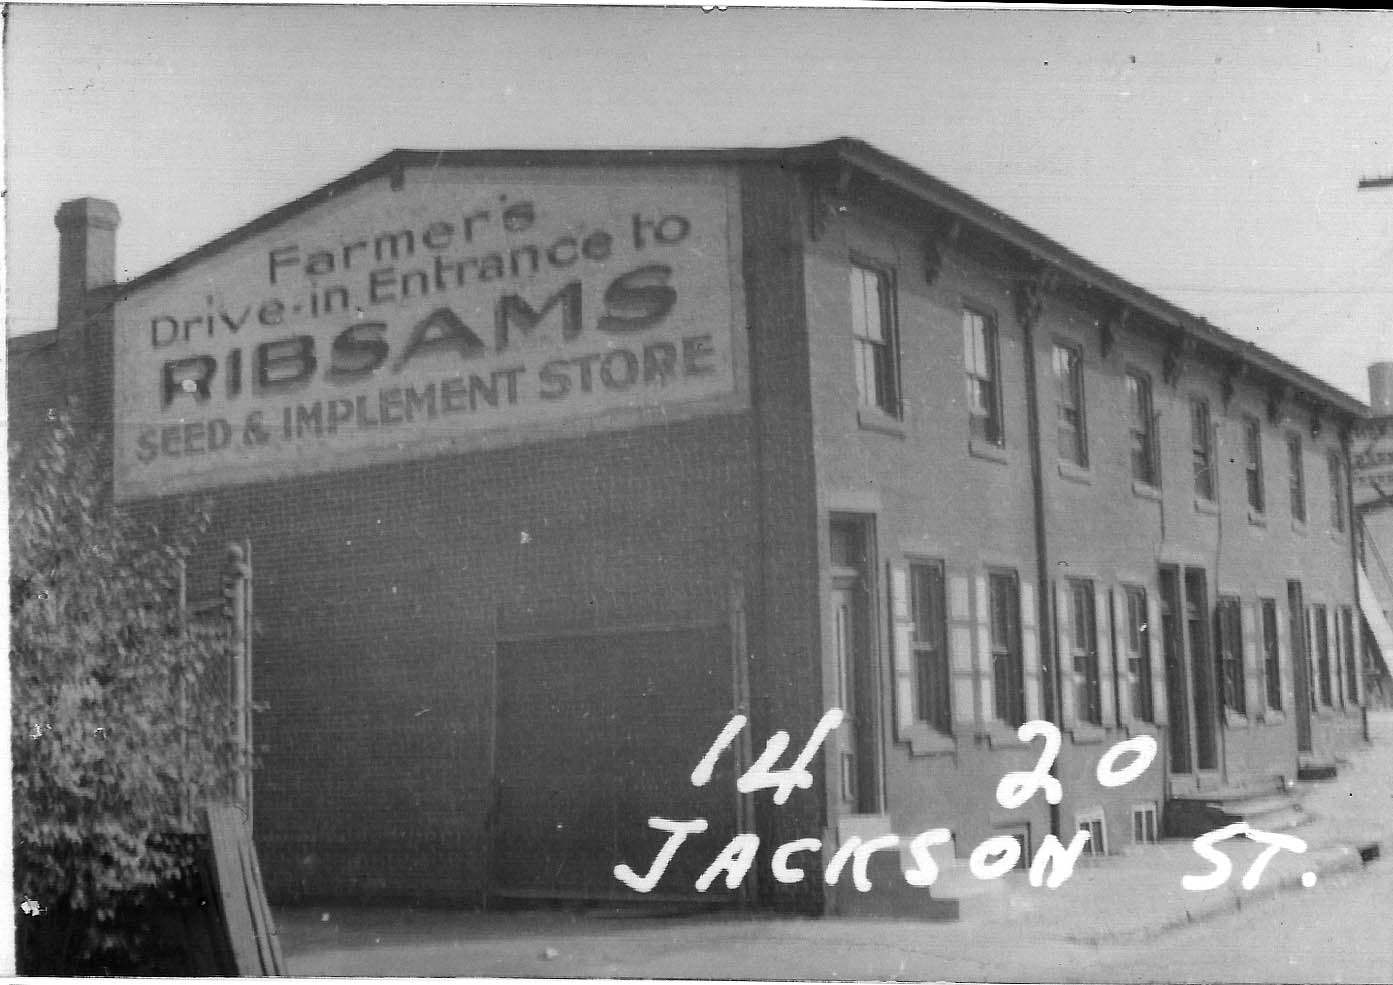 Farmer's
Drive-in Entrance to
RIBSAMS
SEED & IMPLEMENT STORE
14 20
JACKSON ST.